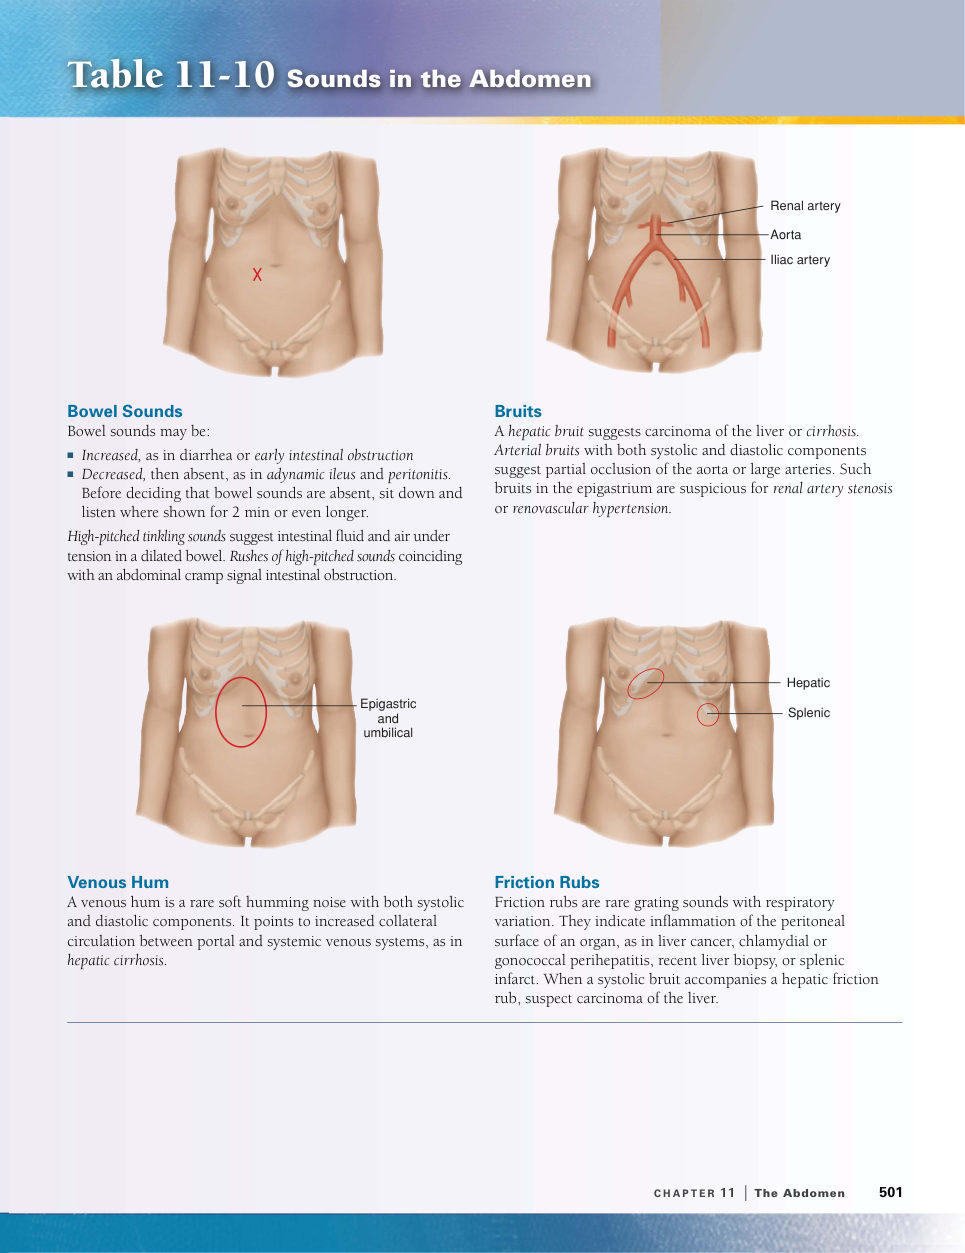 Table 11-10 Sounds in the Abdomen
X
Renal artery
Aorta
Iliac artery
Bowel Sounds
Bowel sounds may be:
■ Increased, as in diarrhea or early intestinal obstruction
■ Decreased, then absent, as in adynamic ileus and peritonitis.
Before deciding that bowel sounds are absent, sit down and
listen where shown for 2 min or even longer.
High-pitched tinkling sounds suggest intestinal fluid and air under
tension in a dilated bowel. Rushes of high-pitched sounds coinciding
with an abdominal cramp signal intestinal obstruction.
Bruits
A hepatic bruit suggests carcinoma of the liver or cirrhosis.
Arterial bruits with both systolic and diastolic components
suggest partial occlusion of the aorta or large arteries. Such
bruits in the epigastrium are suspicious for renal artery stenosis
or renovascular hypertension.
Epigastric
and
umbilical
Hepatic
Splenic
Venous Hum
A venous hum is a rare soft humming noise with both systolic
and diastolic components. It points to increased collateral
circulation between portal and systemic venous systems, as in
hepatic cirrhosis.
Friction Rubs
Friction rubs are rare grating sounds with respiratory
variation. They indicate inflammation of the peritoneal
surface of an organ, as in liver cancer, chlamydial or
gonococcal perihepatitis, recent liver biopsy, or splenic
infarct. When a systolic bruit accompanies a hepatic friction
rub, suspect carcinoma of the liver.
CHAPTER 11 | The Abdomen 501